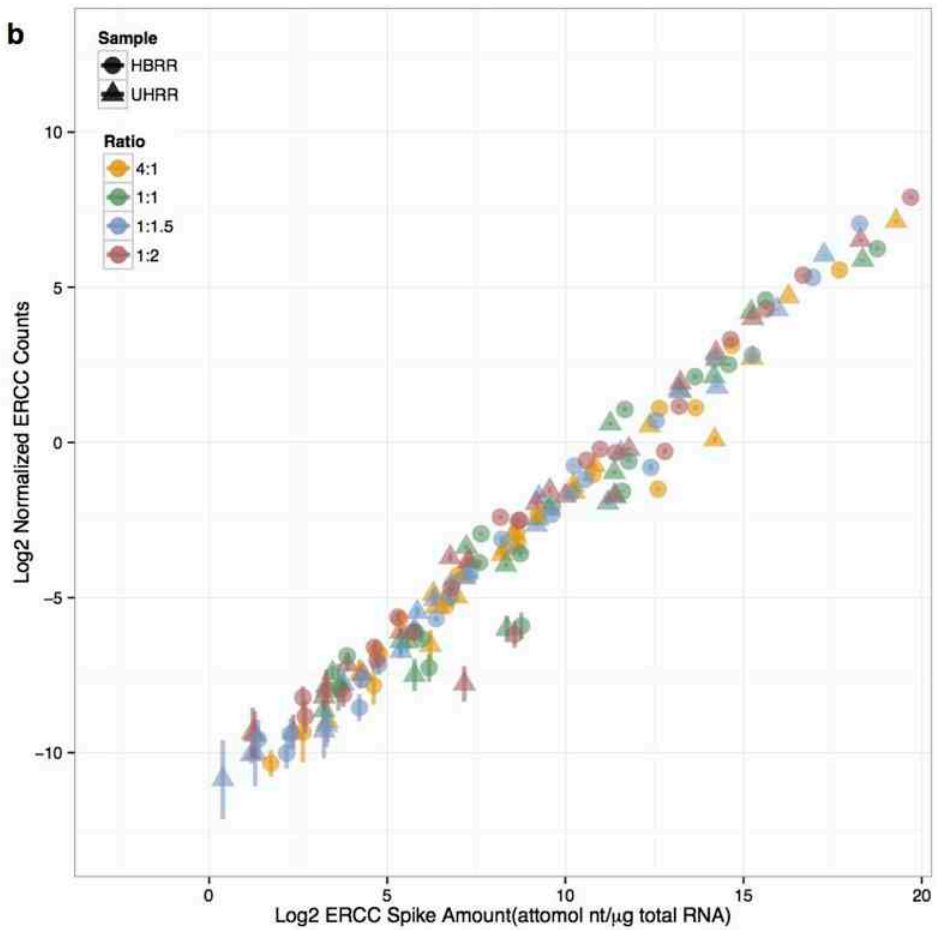 b
Sample
HBRR
UHRR
Ratio
4:1
1:1
1:1.5
1:2
10
5
0
−5
−10
Log2 Normalized ERCC Counts
0
5
10
15
20
Log2 ERCC Spike Amount(attomol nt/μg total RNA)